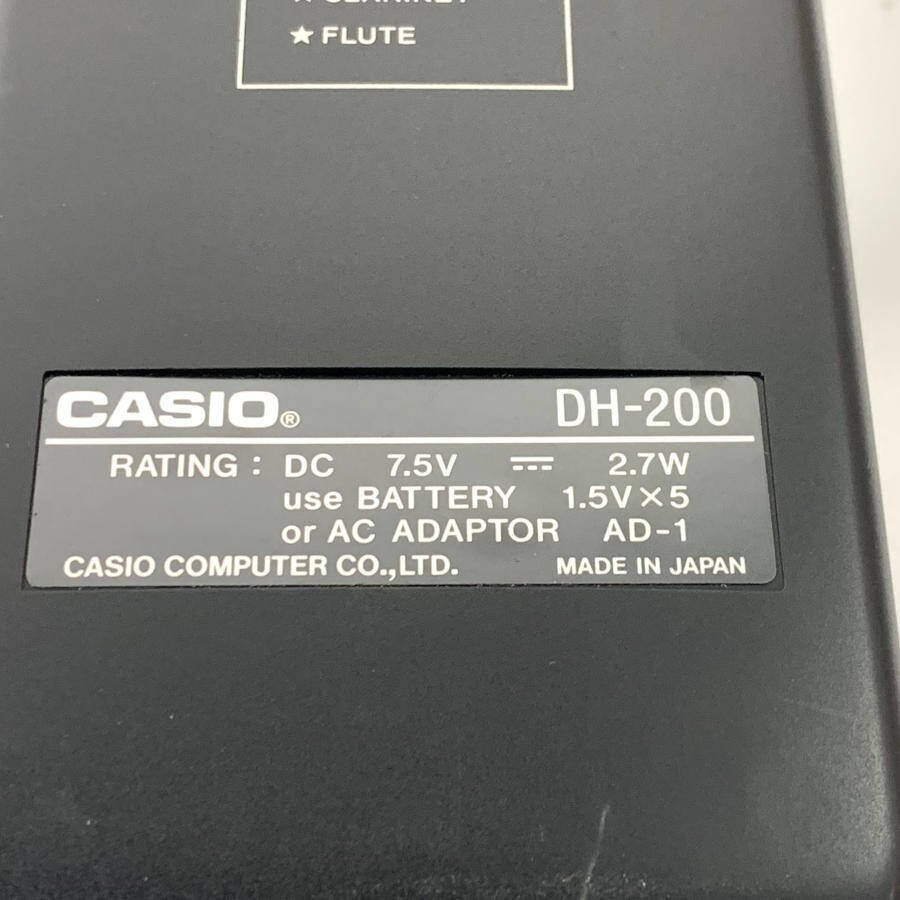 ★ CLARINET
★ FLUTE
CASIO® DH-200
RATING : DC 7.5V ⎓ 2.7W
use BATTERY 1.5V×5
or AC ADAPTOR AD-1
CASIO COMPUTER CO.,LTD. MADE IN JAPAN